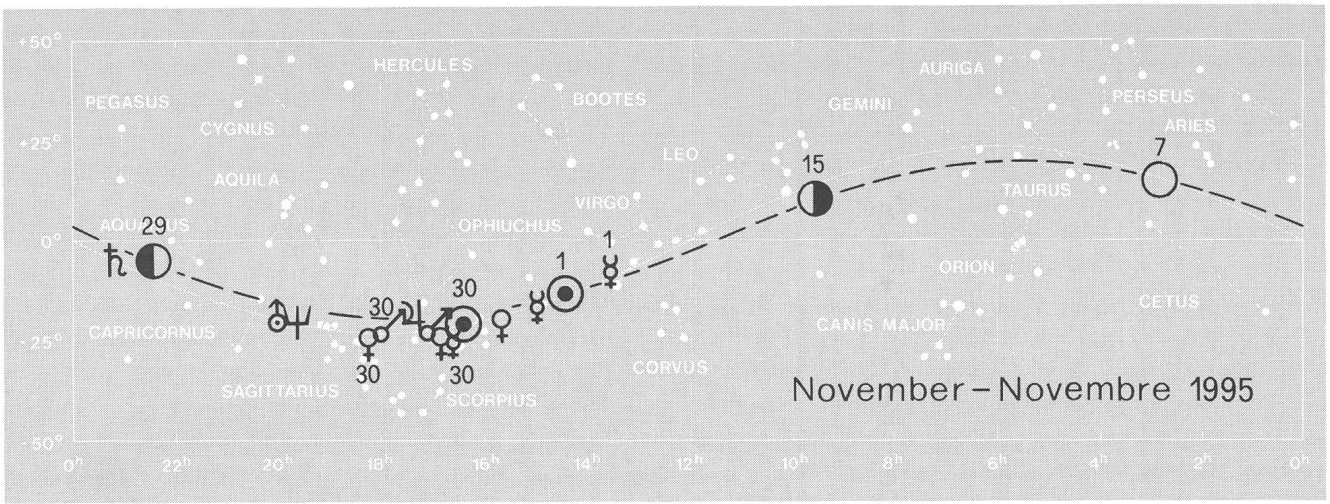 +50°
HERCULES
AURIGA
PEGASUS
BOOTES
GEMINI
PERSEUS
CYGNUS
ARIES
+25°
7
LEO
15
AQUILA
TAURUS
VIRGO
AQUARIUS
29
OPHIUCHUS
1
0°
1
30
ORION
30
CETUS
CAPRICORNUS
CANIS MAJOR
-25°
CORVUS
30
30
SAGITTARIUS
SCORPIUS
November – Novembre 1995
-50°
0h 22h 20h 18h 16h 14h 12h 10h 8h 6h 4h 2h 0h